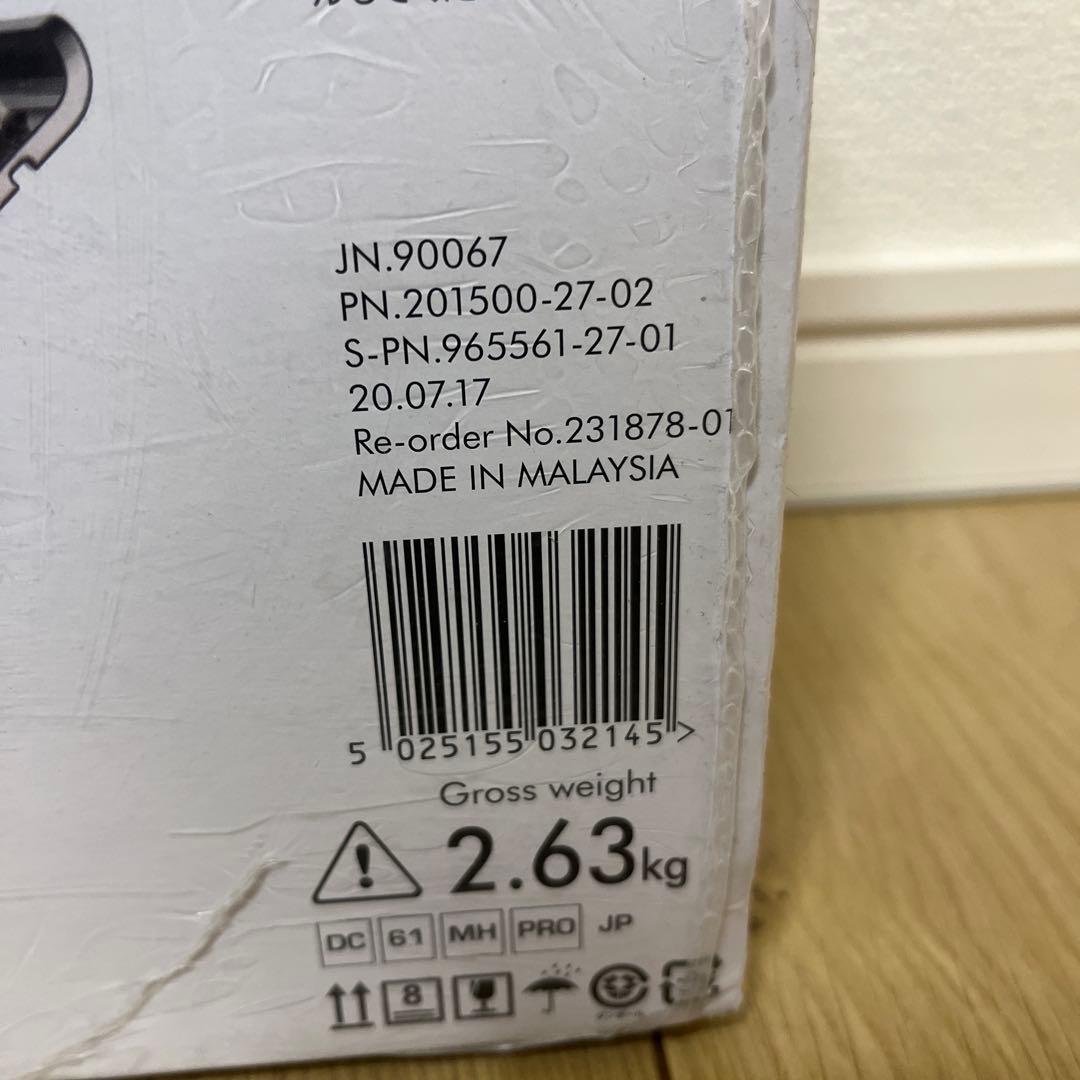 JN.90067
PN.201500-27-02
S-PN.965561-27-01
20.07.17
Re-order No.231878-01
MADE IN MALAYSIA
5 025155 032145 >
Gross weight
2.63kg
DC 61 MH PRO JP
8